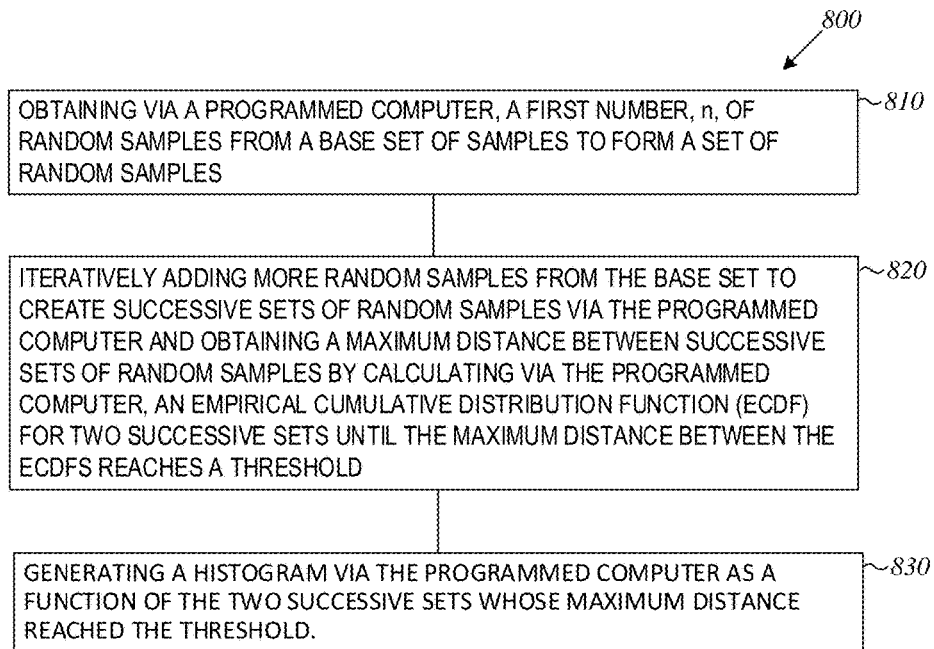 800
OBTAINING VIA A PROGRAMMED COMPUTER, A FIRST NUMBER, n, OF
RANDOM SAMPLES FROM A BASE SET OF SAMPLES TO FORM A SET OF
RANDOM SAMPLES
810
ITERATIVELY ADDING MORE RANDOM SAMPLES FROM THE BASE SET TO
CREATE SUCCESSIVE SETS OF RANDOM SAMPLES VIA THE PROGRAMMED
COMPUTER AND OBTAINING A MAXIMUM DISTANCE BETWEEN SUCCESSIVE
SETS OF RANDOM SAMPLES BY CALCULATING VIA THE PROGRAMMED
COMPUTER, AN EMPIRICAL CUMULATIVE DISTRIBUTION FUNCTION (ECDF)
FOR TWO SUCCESSIVE SETS UNTIL THE MAXIMUM DISTANCE BETWEEN THE
ECDFS REACHES A THRESHOLD
820
GENERATING A HISTOGRAM VIA THE PROGRAMMED COMPUTER AS A
FUNCTION OF THE TWO SUCCESSIVE SETS WHOSE MAXIMUM DISTANCE
REACHED THE THRESHOLD.
830